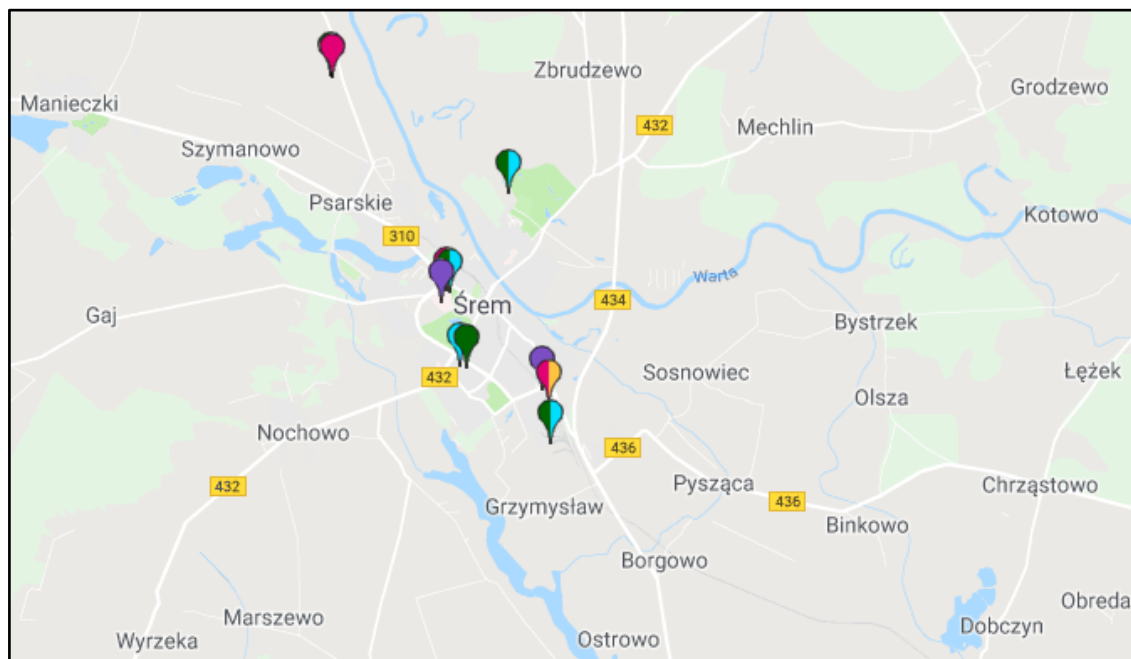 Zbrudzewo
Grodzewo
Manieczki
432
Mechlin
Szymanowo
Psarskie
Kotowo
310
Warta
Śrem
434
Gaj
Bystrzek
Sosnowiec
Łężek
432
Olsza
Nochowo
436
432
Pysząca
Chrząstowo
436
Grzymysław
Binkowo
Borgowo
Obreda
Marszewo
Dobczyn
Wyrzeka
Ostrowo